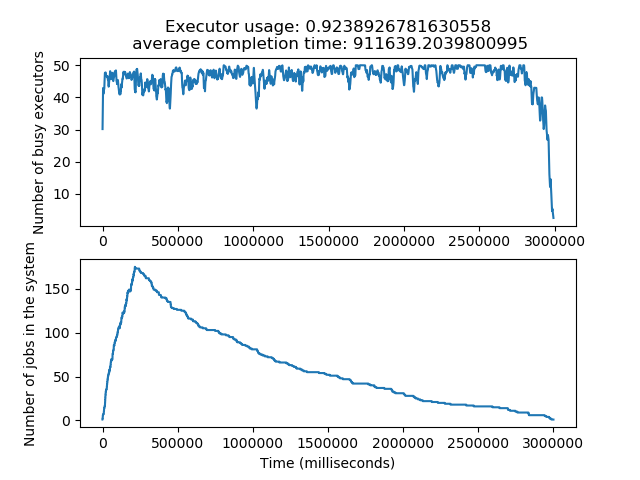 Executor usage: 0.9238926781630558
average completion time: 911639.2039800995
Number of busy executors
50
40
30
20
10
0 500000 1000000 1500000 2000000 2500000 3000000
Number of jobs in the system
150
100
50
0
0 500000 1000000 1500000 2000000 2500000 3000000
Time (milliseconds)